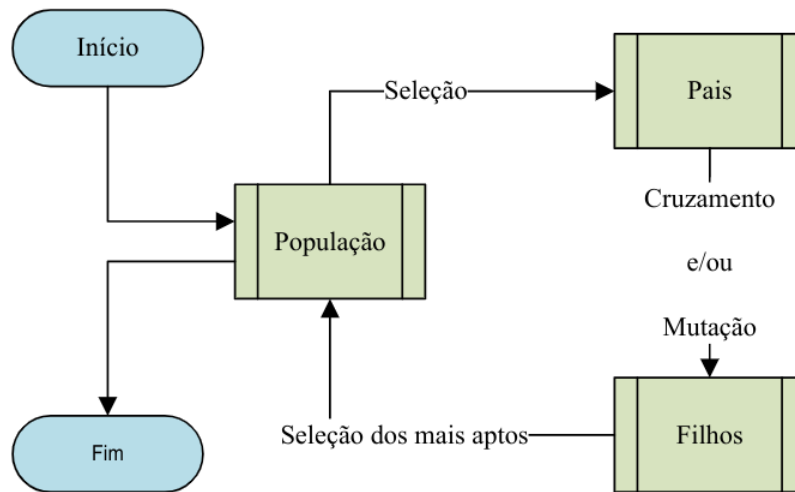 Início
Seleção
Pais
Cruzamento
População
e/ou
Mutação
Seleção dos mais aptos
Filhos
Fim